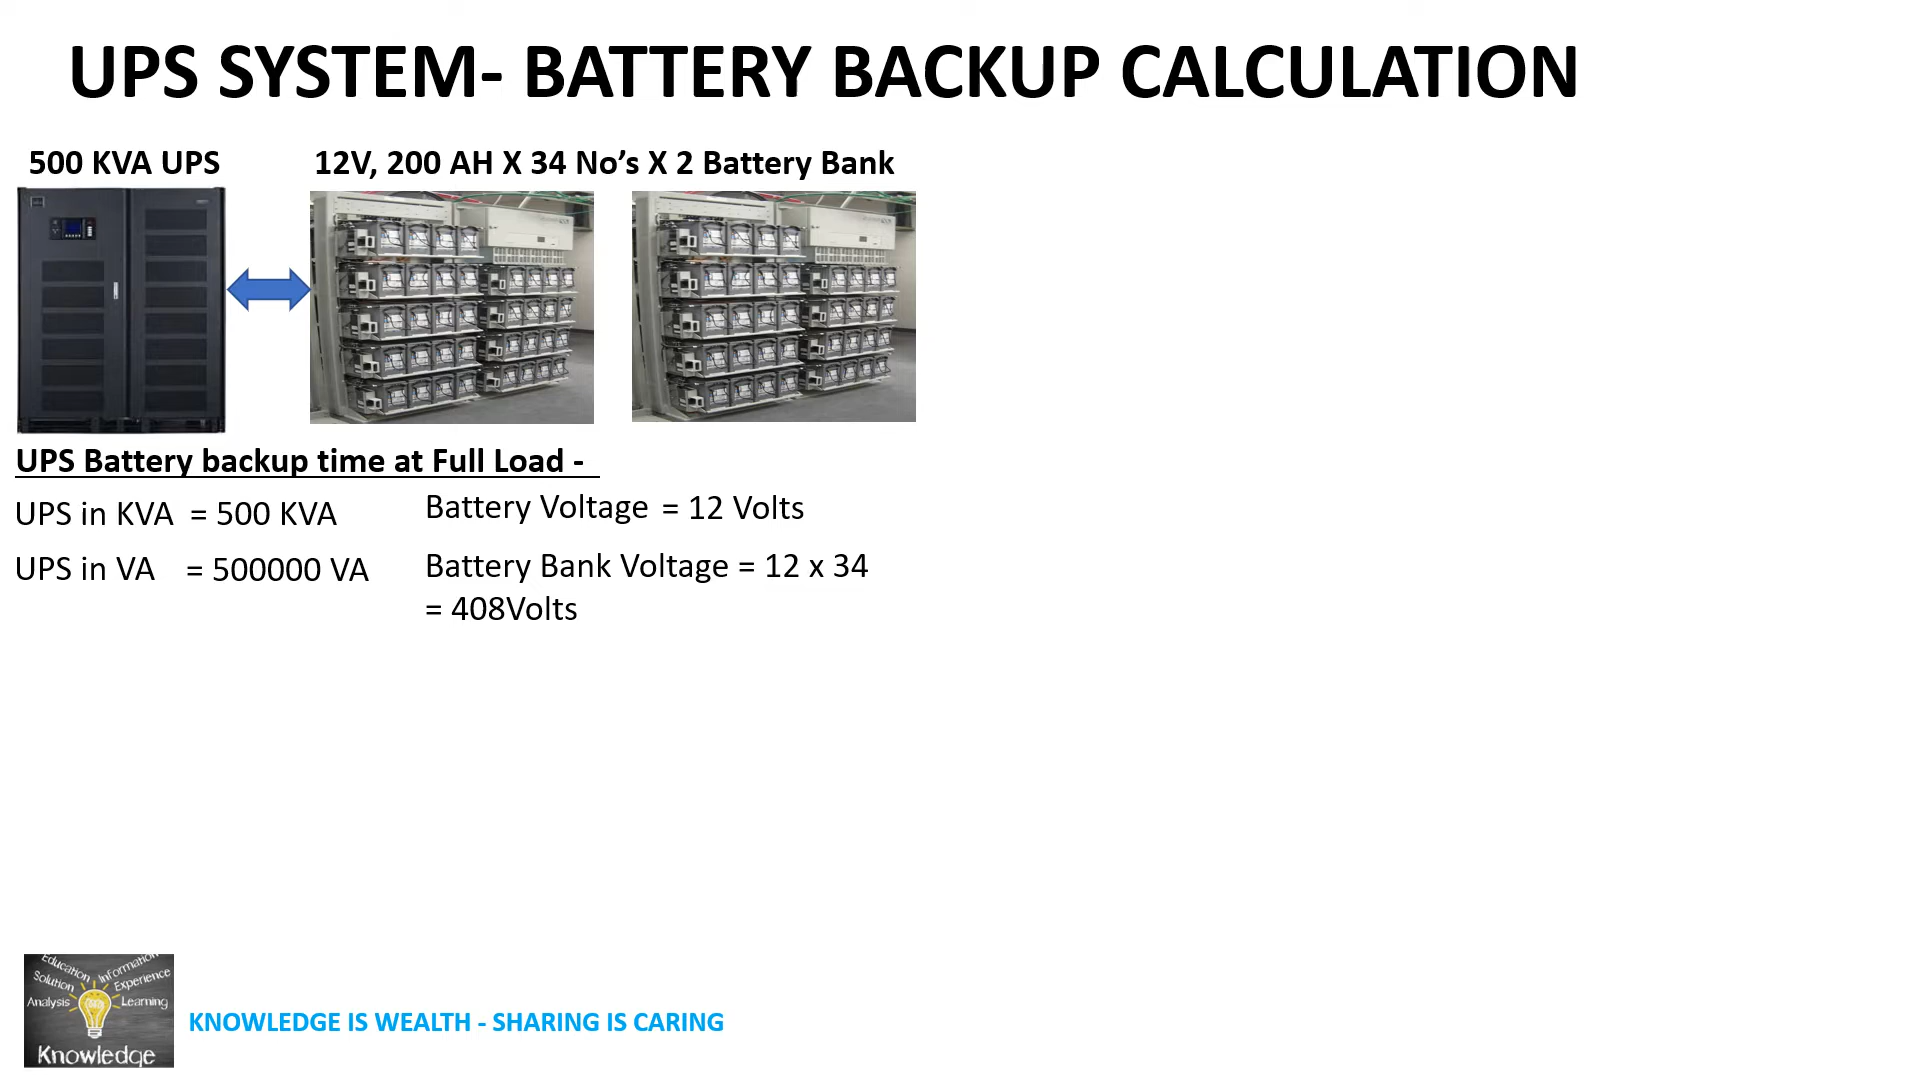 UPS SYSTEM- BATTERY BACKUP CALCULATION
500 KVA UPS
12V, 200 AH X 34 No’s X 2 Battery Bank
UPS Battery backup time at Full Load -
UPS in KVA = 500 KVA
UPS in VA = 500000 VA
Battery Voltage = 12 Volts
Battery Bank Voltage = 12 x 34
= 408Volts
Education Information
Solution Experience
Analysis Learning
Knowledge
KNOWLEDGE IS WEALTH - SHARING IS CARING